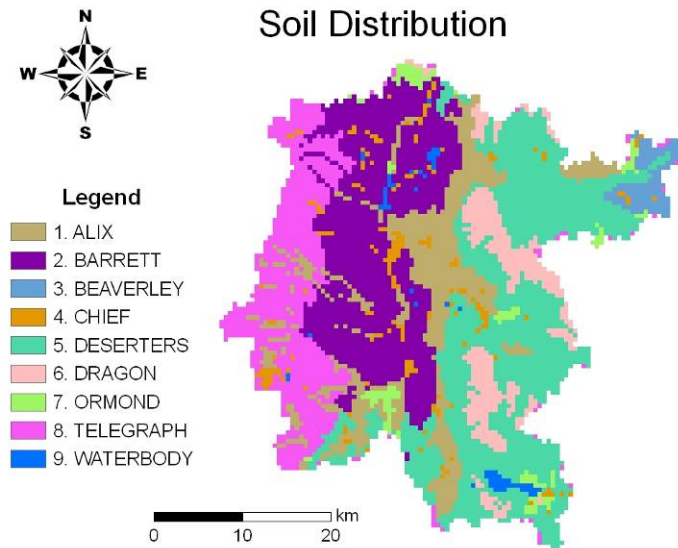 Soil Distribution
N
W E
S
Legend
1. ALIX
2. BARRETT
3. BEAVERLEY
4. CHIEF
5. DESERTERS
6. DRAGON
7. ORMOND
8. TELEGRAPH
9. WATERBODY
km
0 10 20